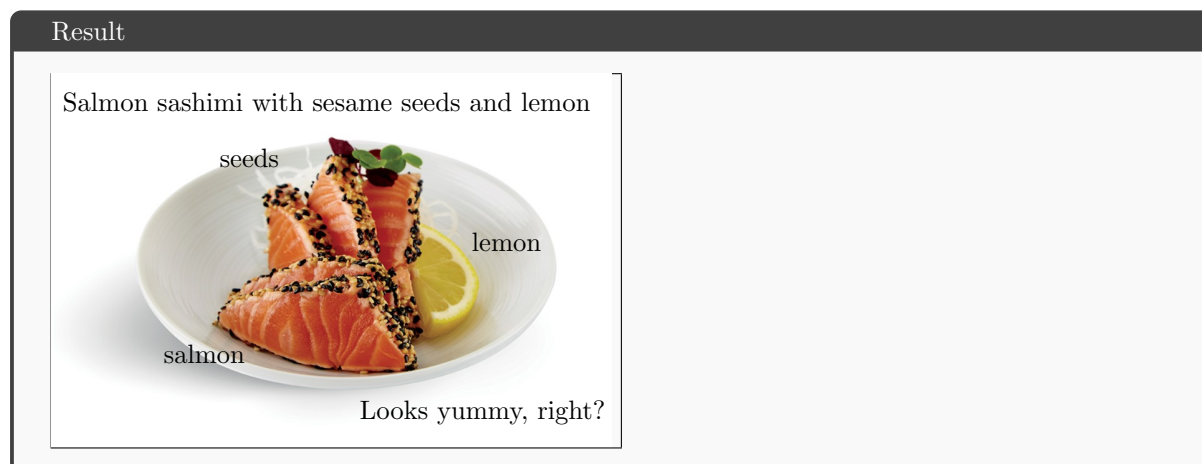 Result
Salmon sashimi with sesame seeds and lemon
seeds
lemon
salmon
Looks yummy, right?